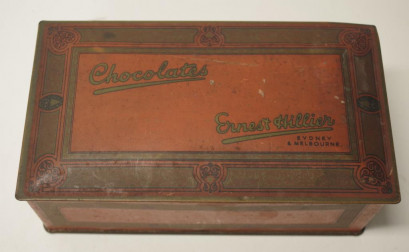 Chocolates
Ernest Hillier
SYDNEY
& MELBOURNE